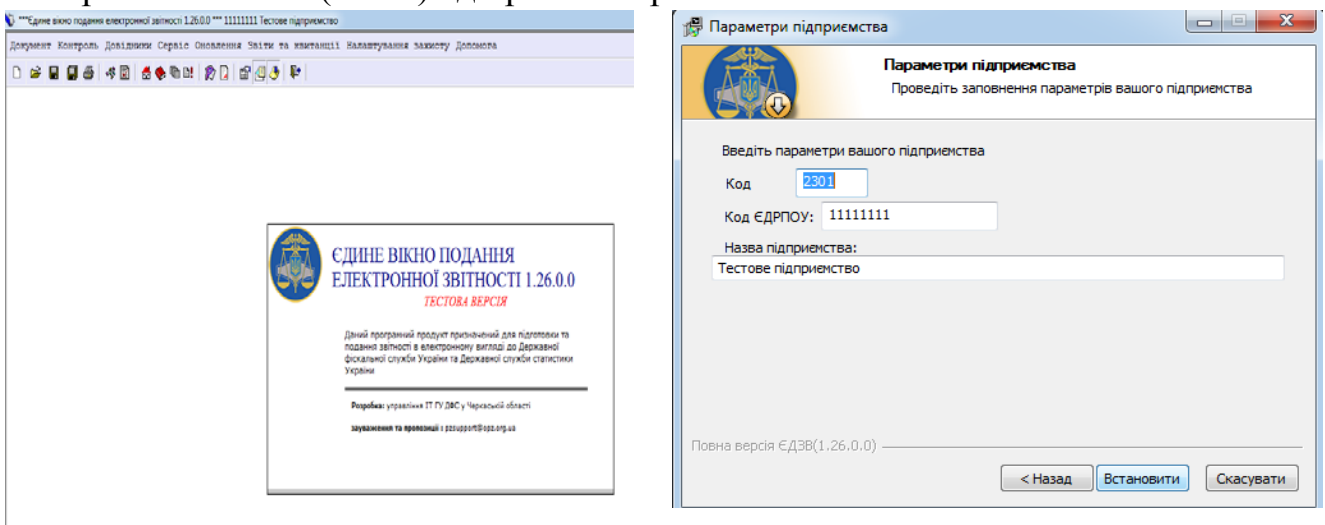 ***Єдине вікно подання електронної звітності 1.26.0.0 *** 11111111 Тестове підприємство
Документ Контроль Довідники Сервіс Оновлення Звіти та квитанції Налаштування захисту Допомога
ЄДИНЕ ВІКНО ПОДАННЯ
ЕЛЕКТРОННОЇ ЗВІТНОСТІ 1.26.0.0
ТЕСТОВА ВЕРСІЯ
Даний програмний продукт призначений для підготовки та
подання звітності в електронному вигляді до Державної
фіскальної служби України та Державної служби статистики
України
Розробка: управління ІТ ГУ ДФС у Черкаській області
зауваження та пропозиції : pzsupport@opz.org.ua
Параметри підприємства
Параметри підприємства
Проведіть заповнення параметрів вашого підприємства
Введіть параметри вашого підприємства
Код 2301
Код ЄДРПОУ: 11111111
Назва підприємства:
Тестове підприємство
Повна версія ЄДЗВ(1.26.0.0)
< Назад Встановити Скасувати